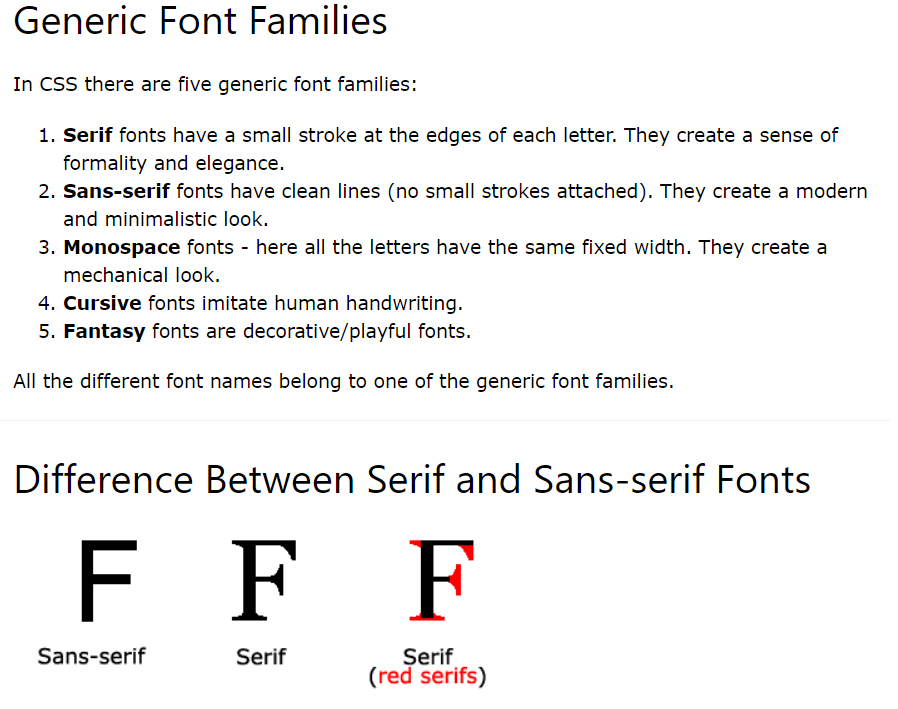 Generic Font Families
In CSS there are five generic font families:
1. Serif fonts have a small stroke at the edges of each letter. They create a sense of
formality and elegance.
2. Sans-serif fonts have clean lines (no small strokes attached). They create a modern
and minimalistic look.
3. Monospace fonts - here all the letters have the same fixed width. They create a
mechanical look.
4. Cursive fonts imitate human handwriting.
5. Fantasy fonts are decorative/playful fonts.
All the different font names belong to one of the generic font families.
Difference Between Serif and Sans-serif Fonts
F F F
Sans-serif Serif Serif
(red serifs)